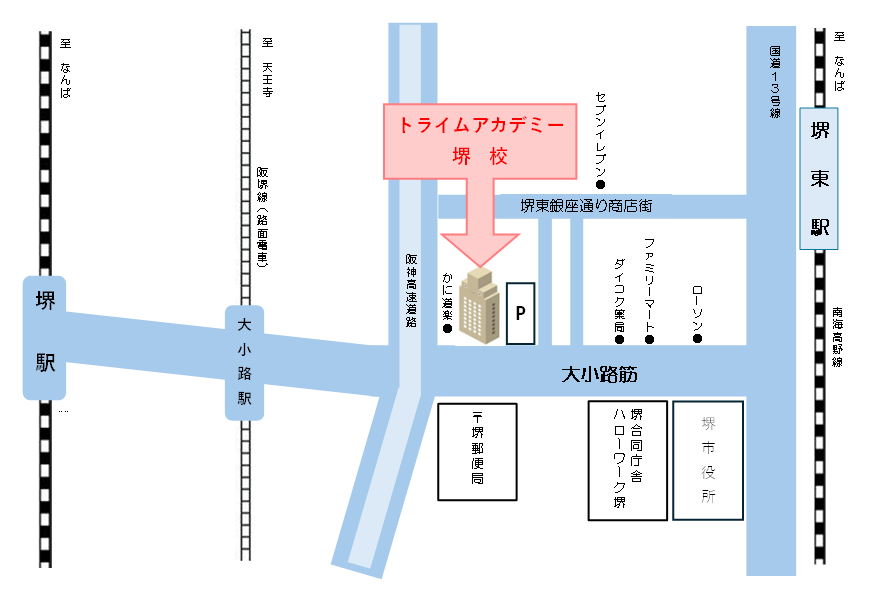 至　なんば
至　天王寺
阪堺線（路面電車）
堺駅
大小路駅
トライムアカデミー
堺　校
阪神高速道路
かに道楽●
P
セブンイレブン●
堺東銀座通り商店街
ダイコク薬局●
ファミリーマート●
ローソン●
国道１３号線
至　なんば
堺東駅
南海高野線
大小路筋
〒堺郵便局
堺合同庁舎
ハローワーク堺
堺市役所